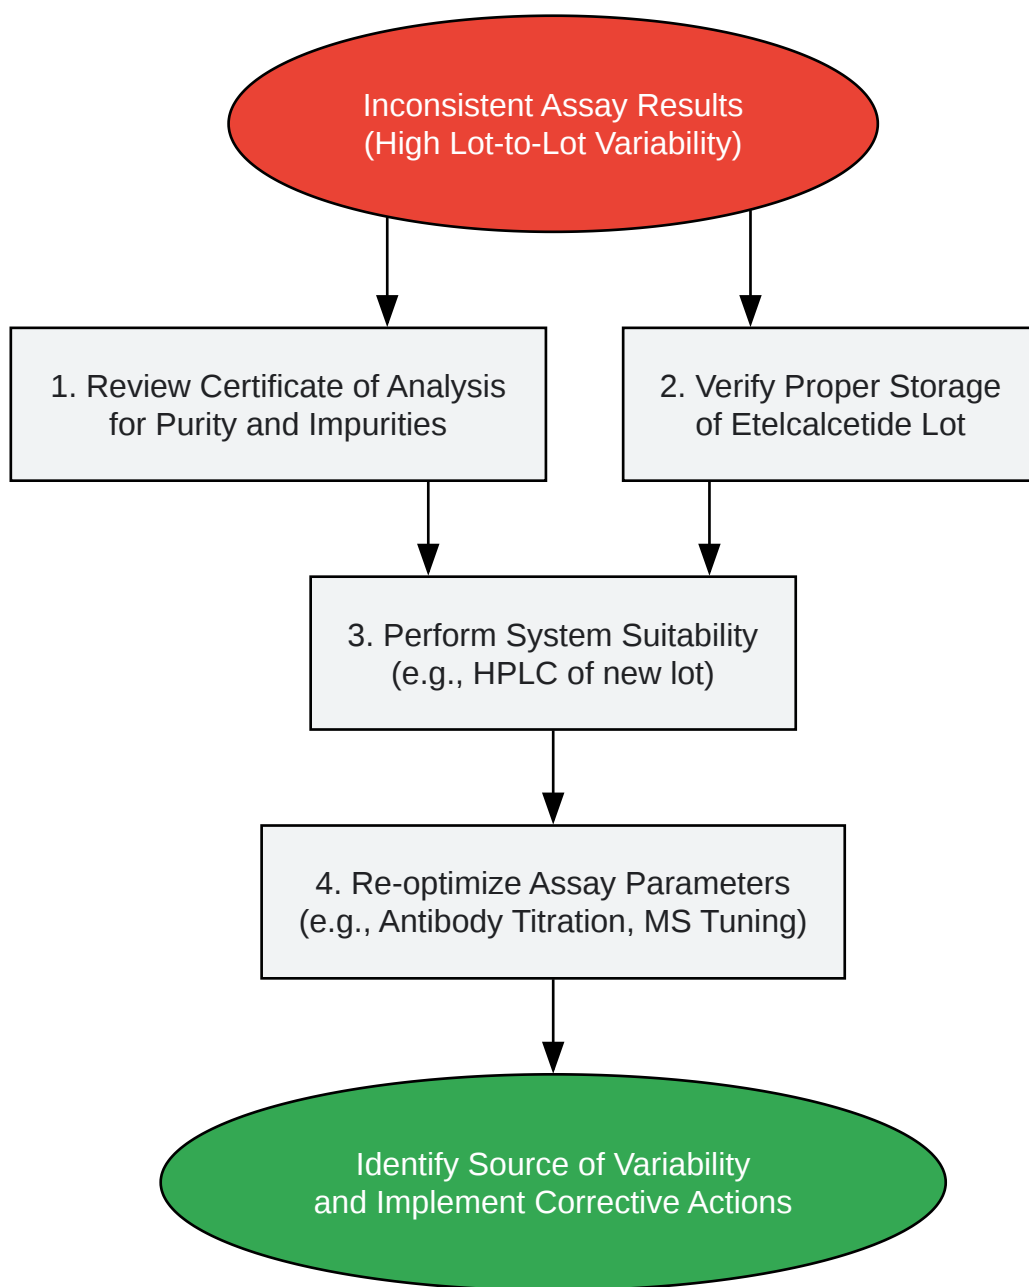 Inconsistent Assay Results
(High Lot-to-Lot Variability)
1. Review Certificate of Analysis
for Purity and Impurities
2. Verify Proper Storage
of Etelcalcetide Lot
3. Perform System Suitability
(e.g., HPLC of new lot)
4. Re-optimize Assay Parameters
(e.g., Antibody Titration, MS Tuning)
Identify Source of Variability
and Implement Corrective Actions